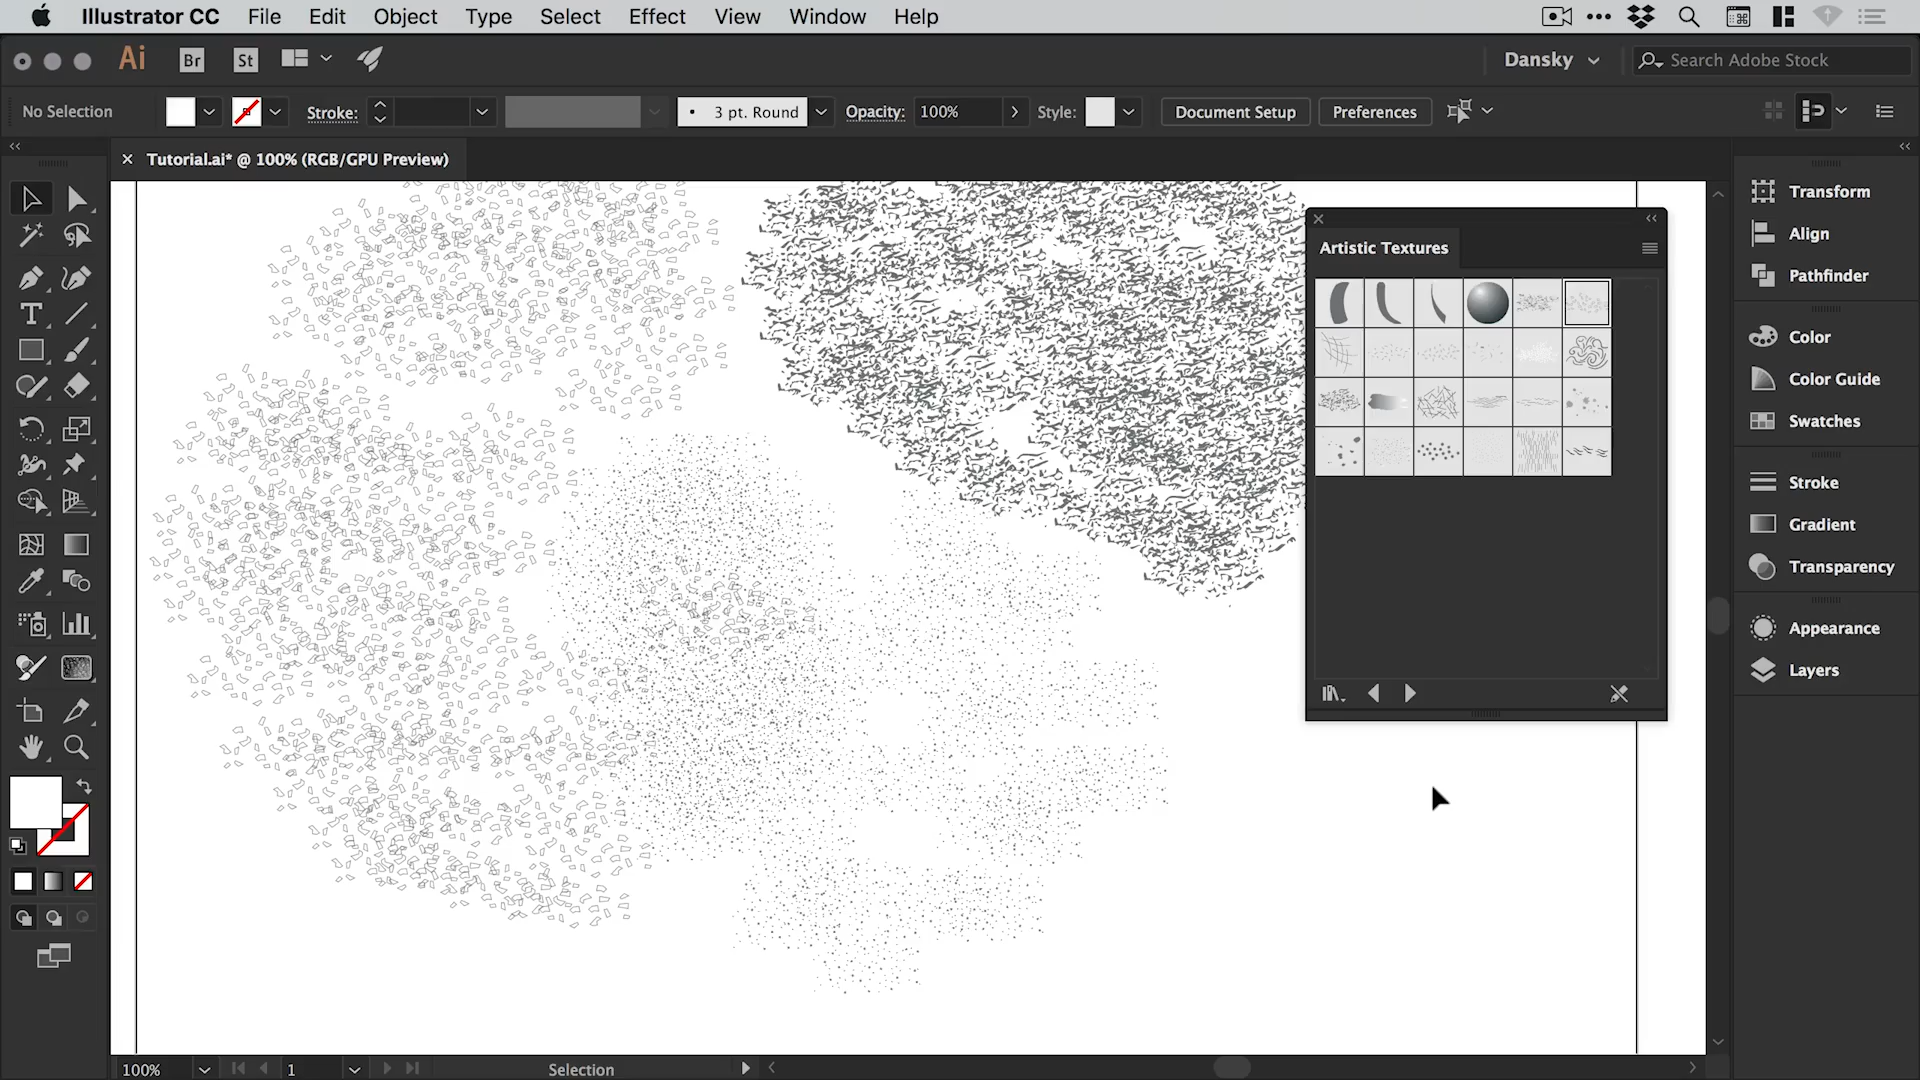 Illustrator CC File Edit Object Type Select Effect View Window Help
Ai Br St Dansky Search Adobe Stock
No Selection Stroke: 3 pt. Round Opacity: 100% Style: Document Setup Preferences
Tutorial.ai* @ 100% (RGB/GPU Preview)
Artistic Textures
Transform
Align
Pathfinder
Color
Color Guide
Swatches
Stroke
Gradient
Transparency
Appearance
Layers
100% 1 Selection